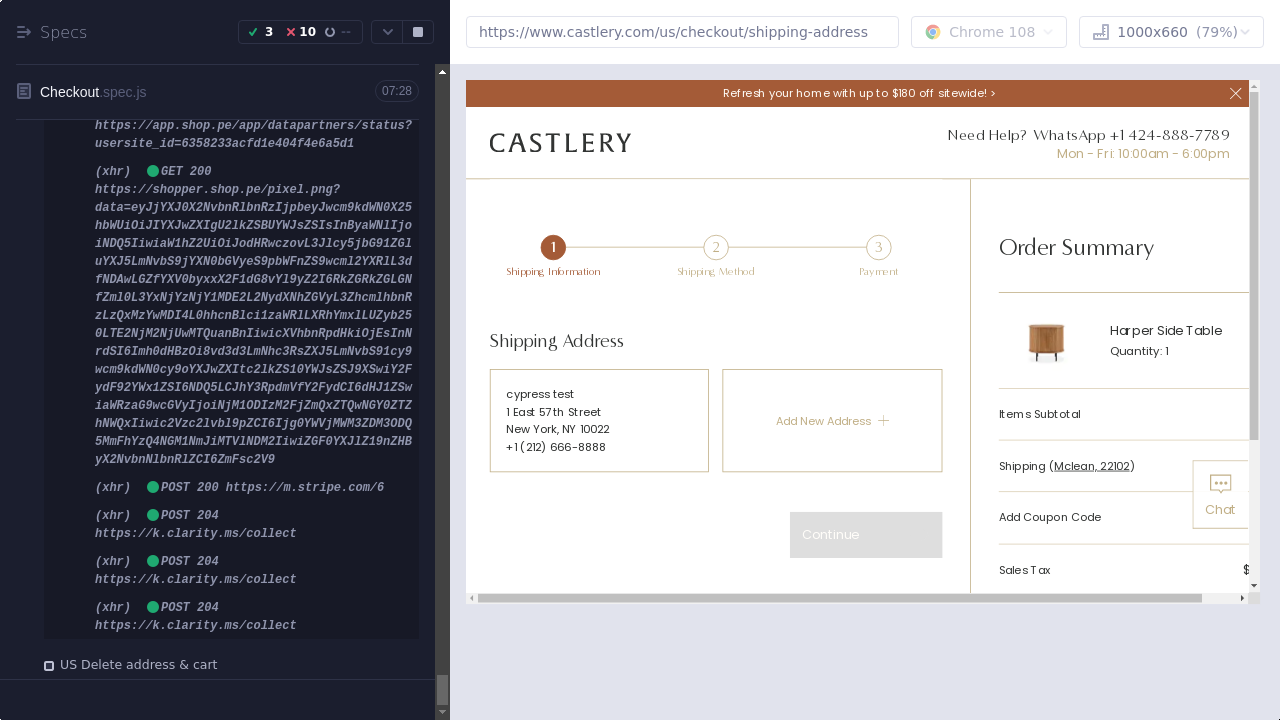 Specs
3
10
--
https://www.castlery.com/us/checkout/shipping-address
Chrome 108
1000x660 (79%)
Checkout.spec.js
07:28
https://app.shop.pe/app/datapartners/status?
usersite_id=6358233acfd1e404f4e6a5d1
(xhr) GET 200
https://shopper.shop.pe/pixel.png?
(xhr) POST 200 https://m.stripe.com/6
(xhr) POST 204
https://k.clarity.ms/collect
(xhr) POST 204
https://k.clarity.ms/collect
(xhr) POST 204
https://k.clarity.ms/collect
US Delete address & cart
Refresh your home with up to $180 off sitewide! >
CASTLERY
Need Help? WhatsApp +1 424-888-7789
Mon - Fri: 10:00am - 6:00pm
1
2
3
Shipping Information
Shipping Method
Payment
Shipping Address
cypress test
1 East 57th Street
New York, NY 10022
+1 (212) 666-8888
Add New Address
Continue
Order Summary
Harper Side Table
Quantity: 1
Items Subtotal
Shipping (Mclean, 22102)
Add Coupon Code
Sales Tax
$
Chat